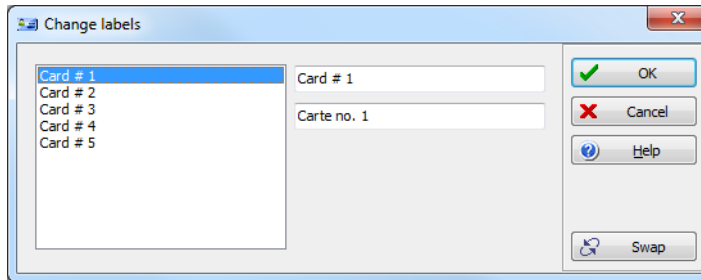 Change labels
Card # 1
Card # 2
Card # 3
Card # 4
Card # 5
Card # 1
Carte no. 1
OK
Cancel
Help
Swap